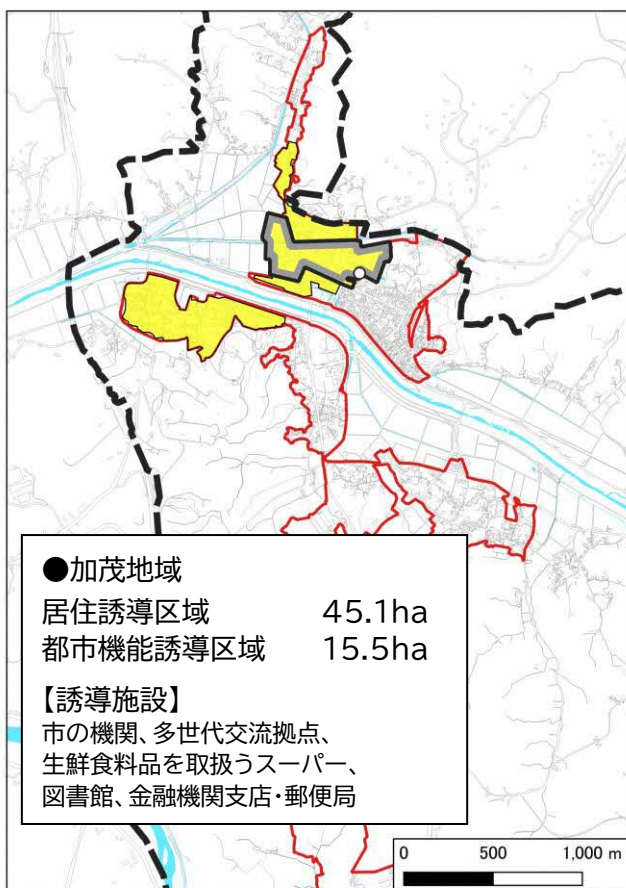 ●加茂地域
居住誘導区域 45.1ha
都市機能誘導区域 15.5ha
【誘導施設】
市の機関、多世代交流拠点、
生鮮食料品を取扱うスーパー、
図書館、金融機関支店・郵便局
0 500 1,000 m